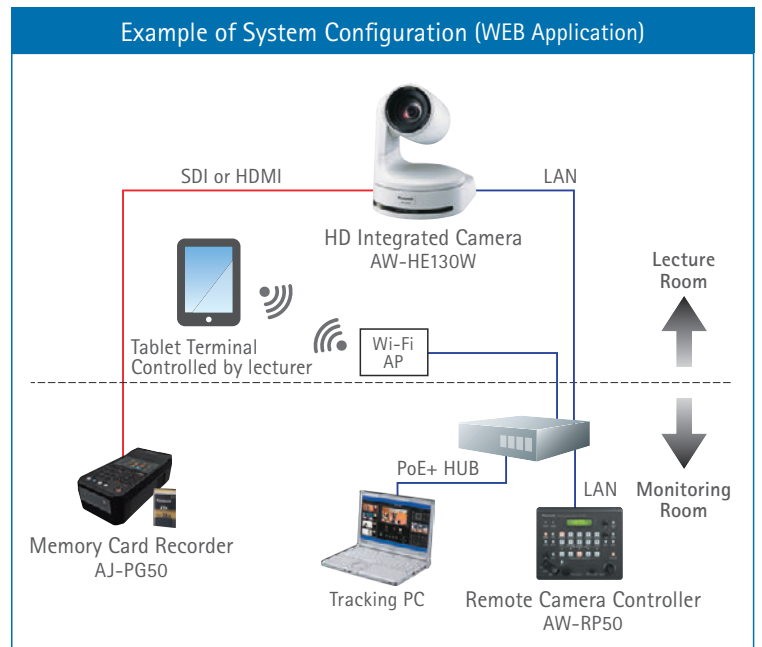 Example of System Configuration (WEB Application)
SDI or HDMI
LAN
HD Integrated Camera
AW-HE130W
Lecture
Room
Tablet Terminal
Controlled by lecturer
Wi-Fi
AP
PoE+ HUB
LAN
Monitoring
Room
Memory Card Recorder
AJ-PG50
Tracking PC
Remote Camera Controller
AW-RP50